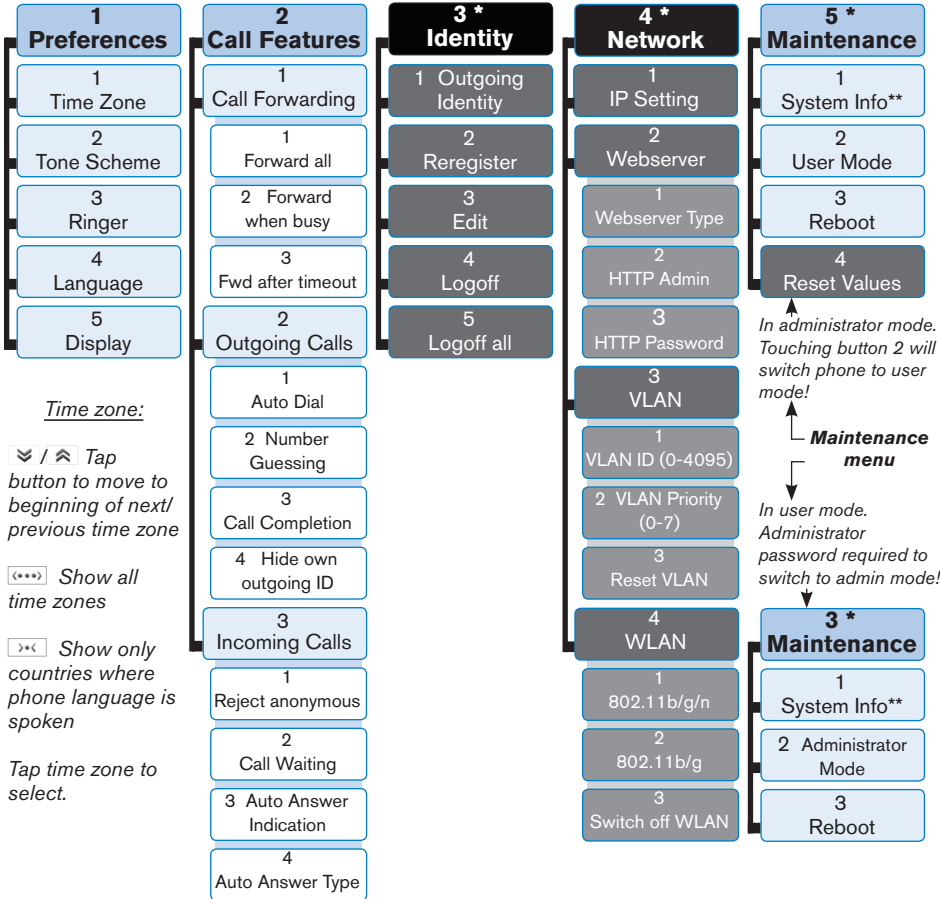 1
Preferences
1
Time Zone
2
Tone Scheme
3
Ringer
4
Language
5
Display
Time zone:
/ Tap
button to move to
beginning of next/
previous time zone
Show all
time zones
Show only
countries where
phone language is
spoken
Tap time zone to
select.
2
Call Features
1
Call Forwarding
1
Forward all
2 Forward
when busy
3
Fwd after timeout
2
Outgoing Calls
1
Auto Dial
2 Number
Guessing
3
Call Completion
4 Hide own
outgoing ID
3
Incoming Calls
1
Reject anonymous
2
Call Waiting
3 Auto Answer
Indication
4
Auto Answer Type
3 *
Identity
1 Outgoing
Identity
2
Reregister
3
Edit
4
Logoff
5
Logoff all
4 *
Network
1
IP Setting
2
Webserver
1
Webserver Type
2
HTTP Admin
3
HTTP Password
3
VLAN
1
VLAN ID (0-4095)
2 VLAN Priority
(0-7)
3
Reset VLAN
4
WLAN
1
802.11b/g/n
2
802.11b/g
3
Switch off WLAN
5 *
Maintenance
1
System Info**
2
User Mode
3
Reboot
4
Reset Values
In administrator mode.
Touching button 2 will
switch phone to user
mode!
Maintenance
menu
In user mode.
Administrator
password required to
switch to admin mode!
3 *
Maintenance
1
System Info**
2 Administrator
Mode
3
Reboot